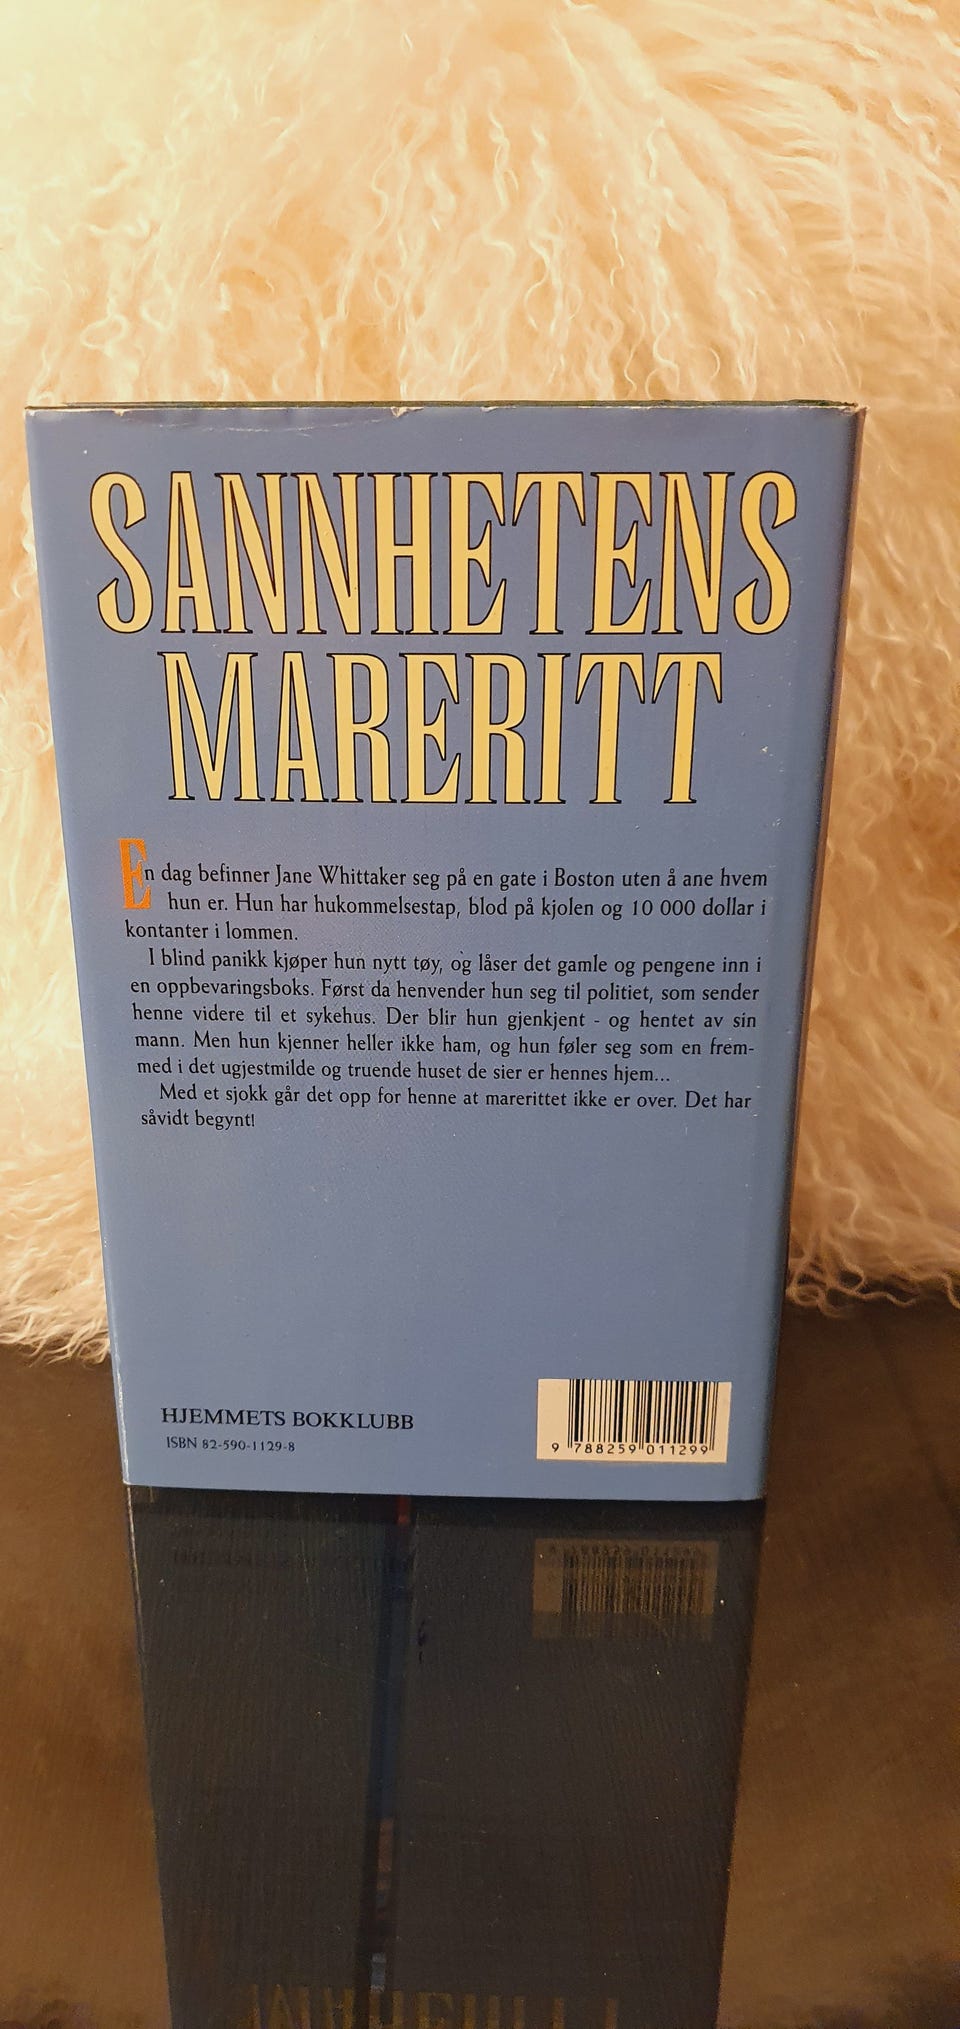 SANNHETENS
MARERITT
En dag befinner Jane Whittaker seg på en gate i Boston uten å ane hvem
hun er. Hun har hukommelsestap, blod på kjolen og 10 000 dollar i
kontanter i lommen.
I blind panikk kjøper hun nytt tøy, og låser det gamle og pengene inn i
en oppbevaringsboks. Først da henvender hun seg til politiet, som sender
henne videre til et sykehus. Der blir hun gjenkjent - og hentet av sin
mann. Men hun kjenner heller ikke ham, og hun føler seg som en frem-
med i det ugjestmilde og truende huset de sier er hennes hjem...
Med et sjokk går det opp for henne at marerittet ikke er over. Det har
såvidt begynt!
HJEMMETS BOKKLUBB
ISBN 82-590-1129-8
9 788259 011299